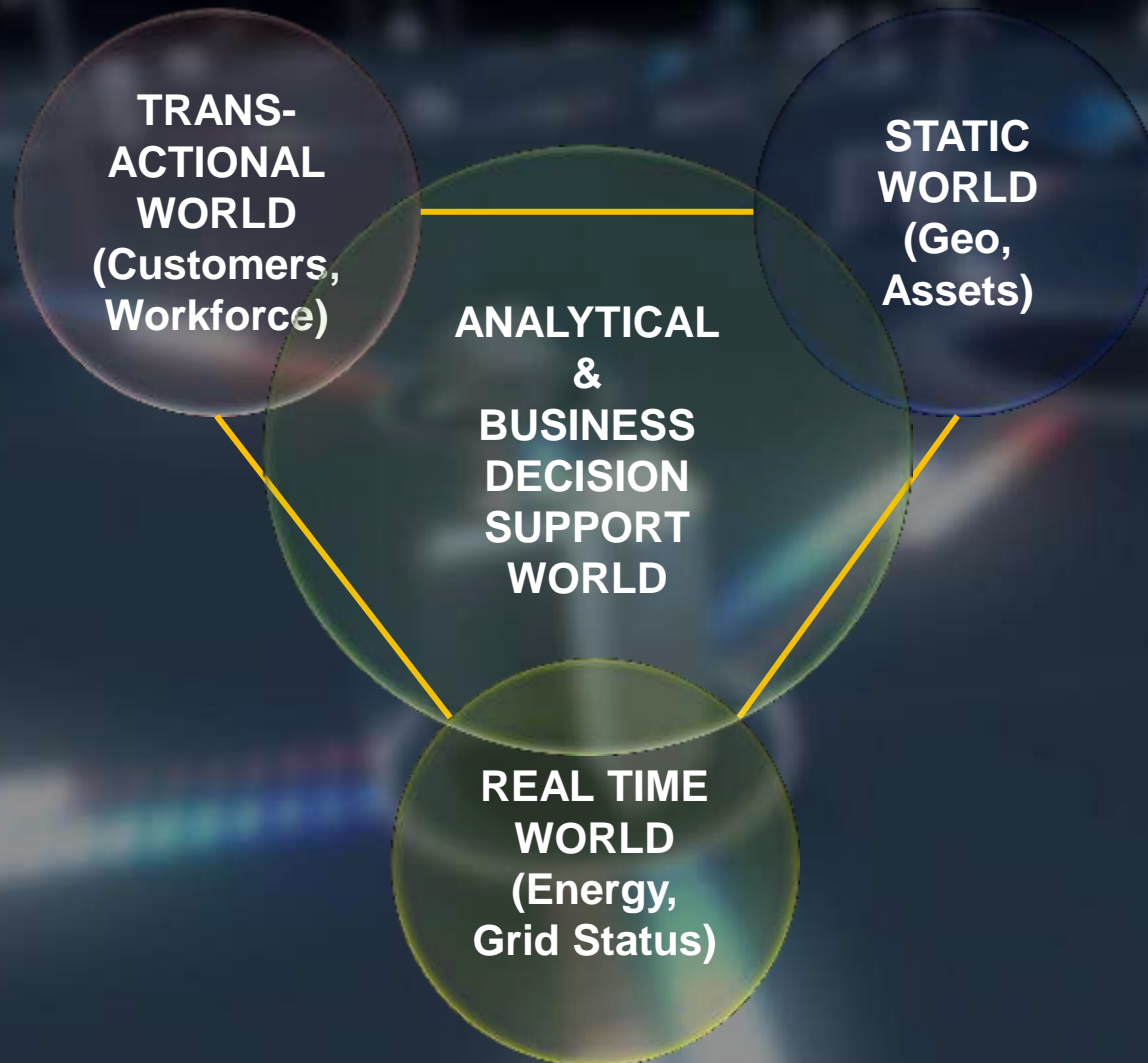 TRANS-
ACTIONAL
WORLD
(Customers,
Workforce)
STATIC
WORLD
(Geo,
Assets)
ANALYTICAL
&
BUSINESS
DECISION
SUPPORT
WORLD
REAL TIME
WORLD
(Energy,
Grid Status)